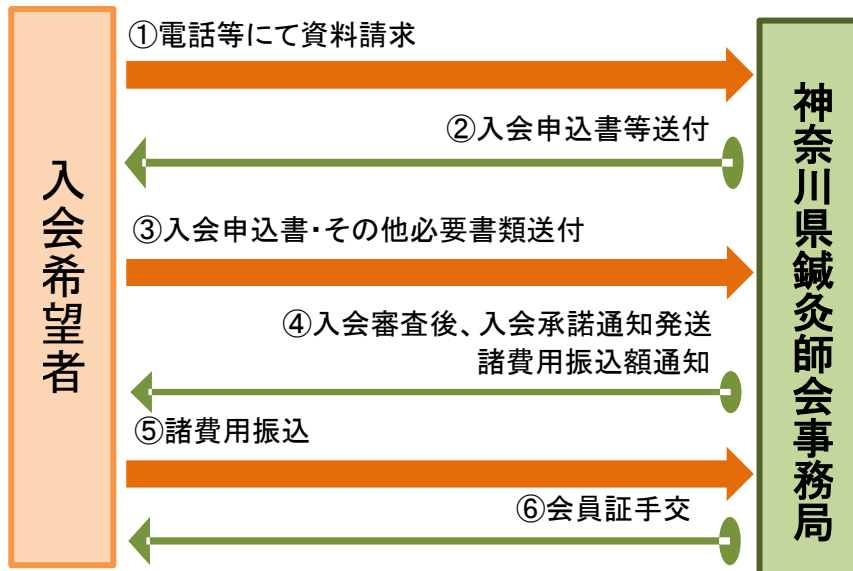 ①電話等にて資料請求
②入会申込書等送付
入会希望者
③入会申込書・その他必要書類送付
④入会審査後、入会承諾通知発送
諸費用振込額通知
⑤諸費用振込
⑥会員証手交
神奈川県鍼灸師会事務局